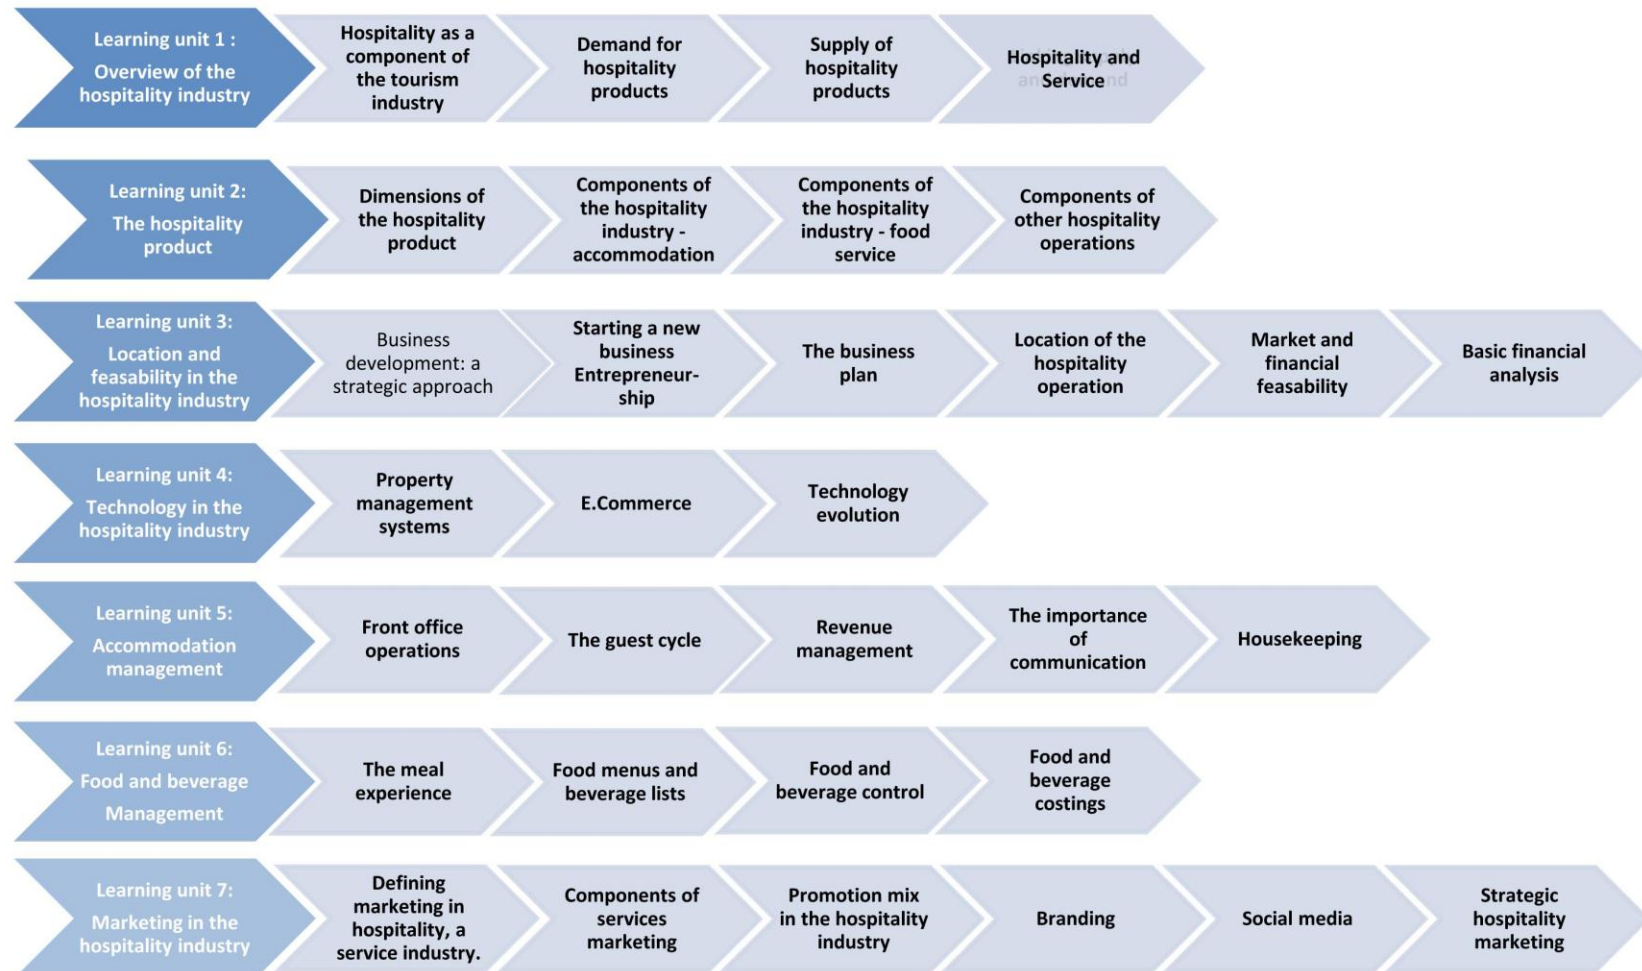 Learning unit 1 :
Overview of the
hospitality industry
Hospitality as a
component of
the tourism
industry
Demand for
hospitality
products
Supply of
hospitality
products
Hospitality and
Service
Learning unit 2:
The hospitality
product
Dimensions of
the hospitality
product
Components of
the hospitality
industry -
accommodation
Components of
the hospitality
industry - food
service
Components of
other hospitality
operations
Learning unit 3:
Location and
feasability in the
hospitality industry
Business
development: a
strategic approach
Starting a new
business
Entrepreneur-
ship
The business
plan
Location of the
hospitality
operation
Market and
financial
feasability
Basic financial
analysis
Learning unit 4:
Technology in the
hospitality industry
Property
management
systems
E.Commerce
Technology
evolution
Learning unit 5:
Accommodation
management
Front office
operations
The guest cycle
Revenue
management
The importance
of
communication
Housekeeping
Learning unit 6:
Food and beverage
Management
The meal
experience
Food menus and
beverage lists
Food and
beverage control
Food and
beverage
costings
Learning unit 7:
Marketing in the
hospitality industry
Defining
marketing in
hospitality, a
service industry.
Components of
services
marketing
Promotion mix
in the hospitality
industry
Branding
Social media
Strategic
hospitality
marketing